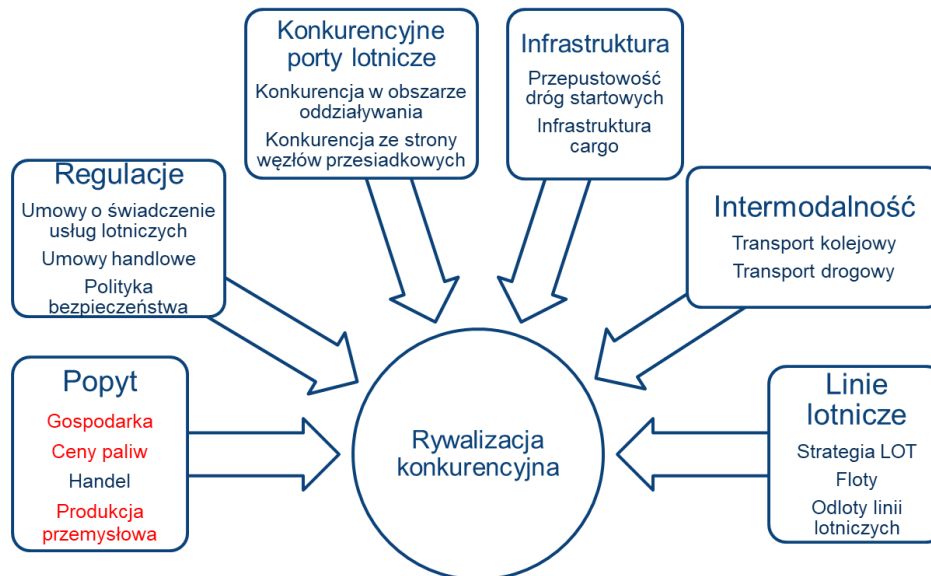 Konkurencyjne
porty lotnicze
Konkurencja w obszarze
oddziaływania
Konkurencja ze strony
węzłów przesiadkowych
Infrastruktura
Przepustowość
dróg startowych
Infrastruktura
cargo
Regulacje
Umowy o świadczenie
usług lotniczych
Umowy handlowe
Polityka
bezpieczeństwa
Intermodalność
Transport kolejowy
Transport drogowy
Popyt
Gospodarka
Ceny paliw
Handel
Produkcja
przemysłowa
Rywalizacja
konkurencyjna
Linie
lotnicze
Strategia LOT
Floty
Odloty linii
lotniczych